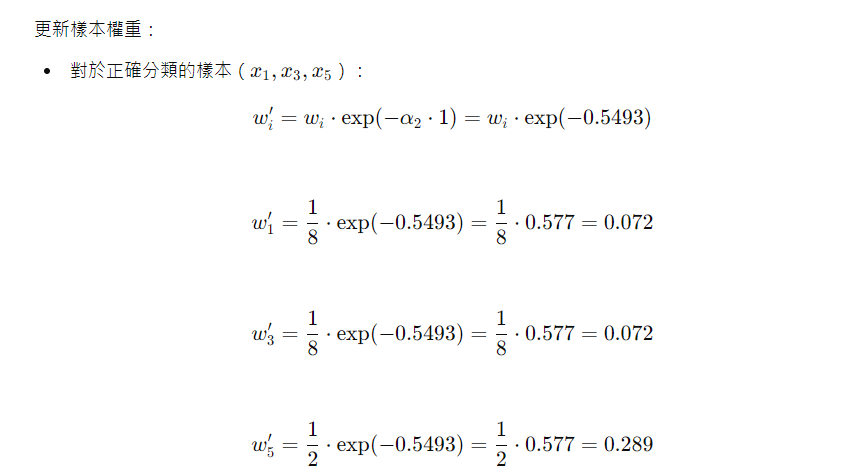 更新樣本權重：
• 對於正確分類的樣本（x₁, x₃, x₅）：
w′ᵢ = wᵢ · exp(−α₂ · 1) = wᵢ · exp(−0.5493)
w′₁ = 1/8 · exp(−0.5493) = 1/8 · 0.577 = 0.072
w′₃ = 1/8 · exp(−0.5493) = 1/8 · 0.577 = 0.072
w′₅ = 1/2 · exp(−0.5493) = 1/2 · 0.577 = 0.289